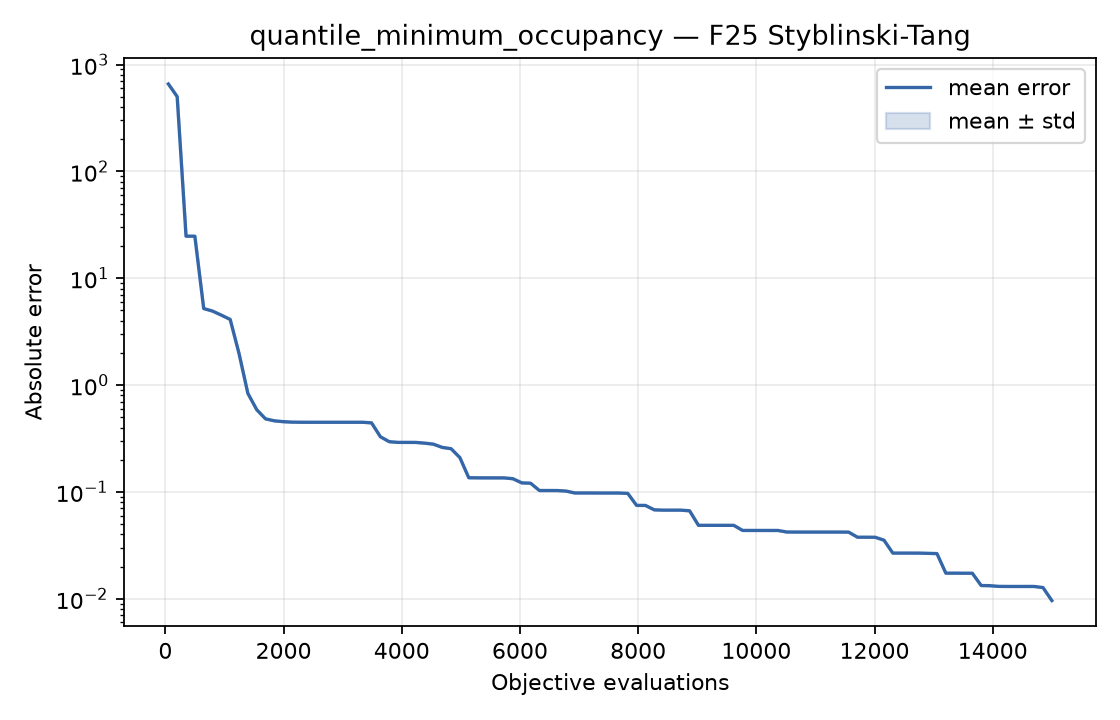 quantile_minimum_occupancy — F25 Styblinski-Tang
mean error
mean ± std
Absolute error
10³
10²
10¹
10⁰
10⁻¹
10⁻²
0 2000 4000 6000 8000 10000 12000 14000
Objective evaluations